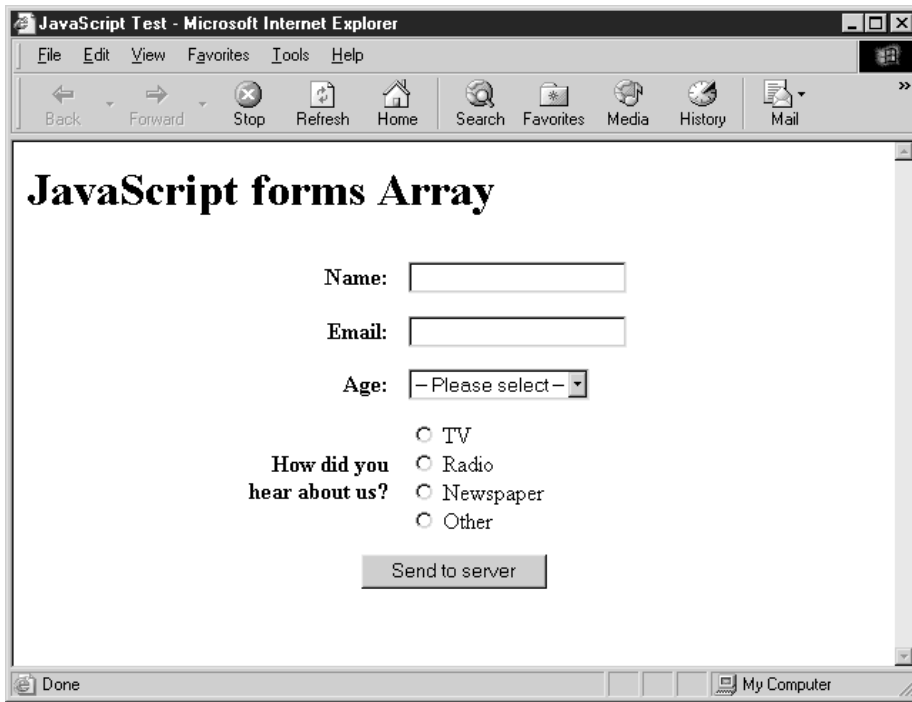 JavaScript Test - Microsoft Internet Explorer
File Edit View Favorites Tools Help
Back Forward Stop Refresh Home Search Favorites Media History Mail »
JavaScript forms Array
Name:
Email:
Age: – Please select –
TV
How did you Radio
hear about us? Newspaper
Other
Send to server
Done My Computer